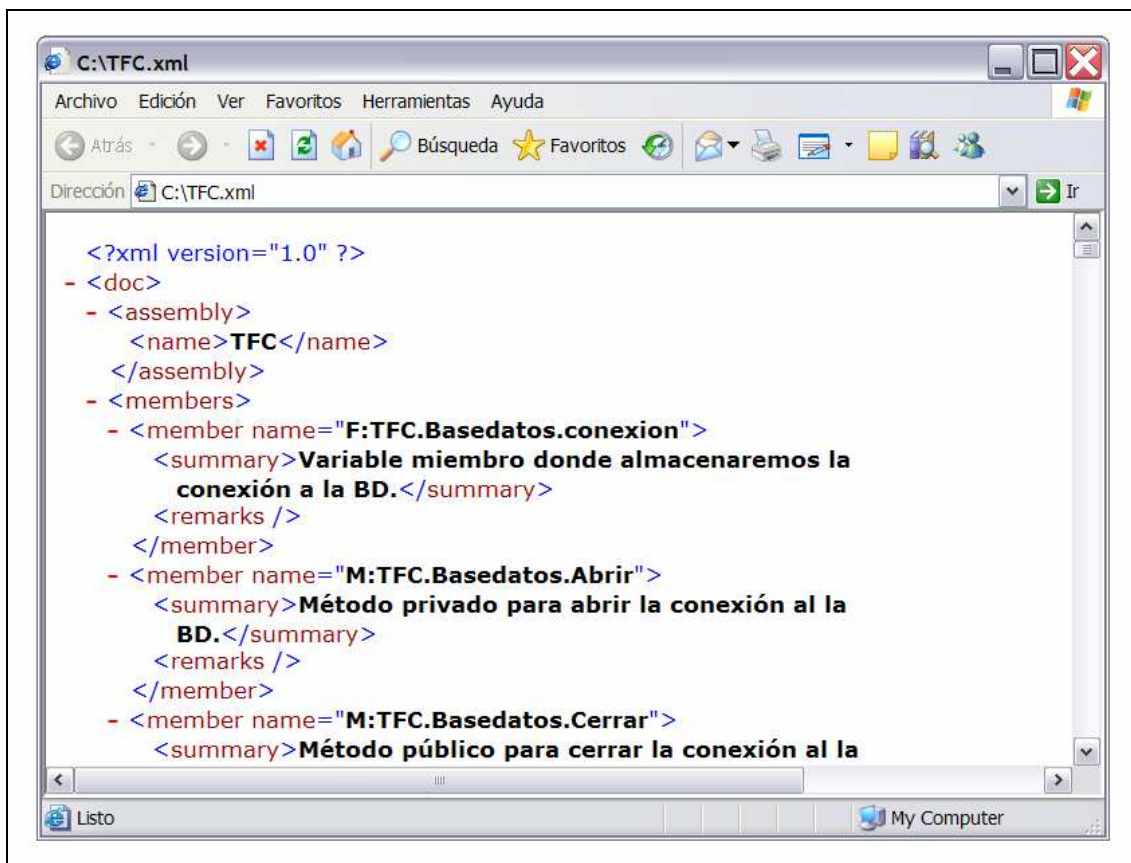 C:\TFC.xml
Archivo Edición Ver Favoritos Herramientas Ayuda
Atrás Búsqueda Favoritos
Dirección C:\TFC.xml Ir
<?xml version="1.0" ?>
- <doc>
- <assembly>
<name>TFC</name>
</assembly>
- <members>
- <member name="F:TFC.Basedatos.conexion">
<summary>Variable miembro donde almacenaremos la
conexión a la BD.</summary>
<remarks />
</member>
- <member name="M:TFC.Basedatos.Abrir">
<summary>Método privado para abrir la conexión al la
BD.</summary>
<remarks />
</member>
- <member name="M:TFC.Basedatos.Cerrar">
<summary>Método público para cerrar la conexión al la
Listo My Computer